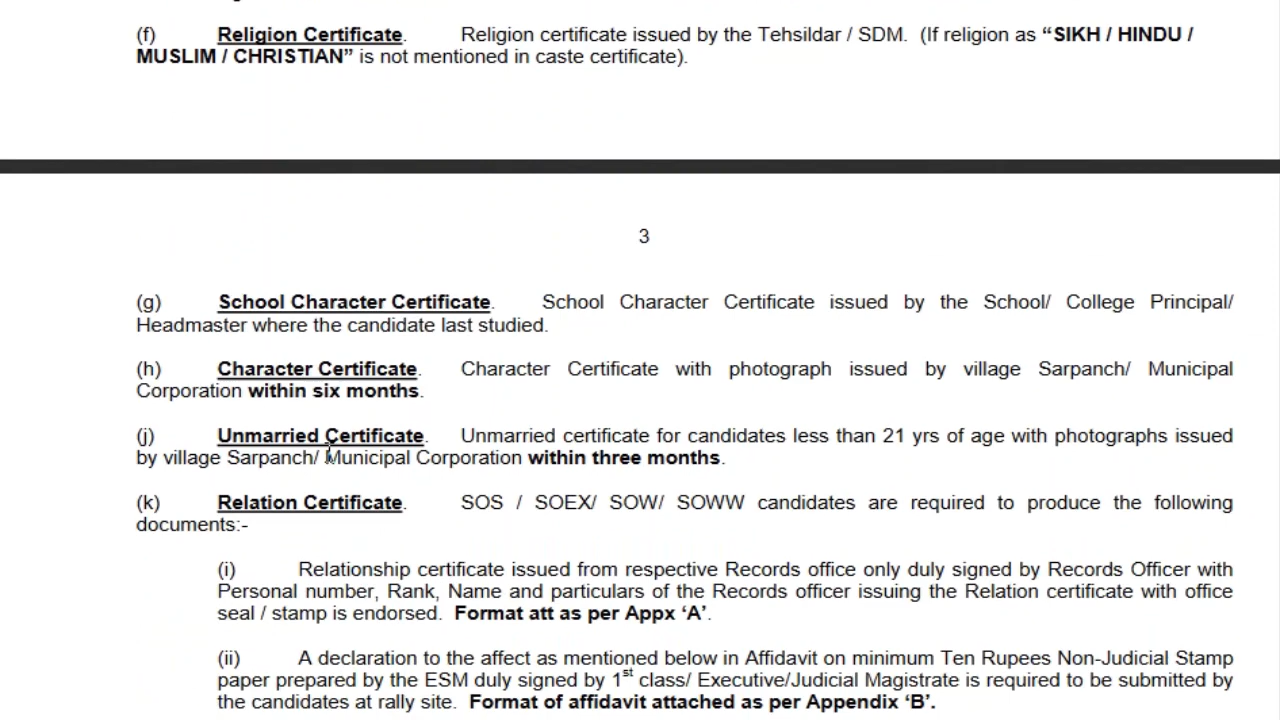 (f) Religion Certificate. Religion certificate issued by the Tehsildar / SDM. (If religion as “SIKH / HINDU /
MUSLIM / CHRISTIAN” is not mentioned in caste certificate).
3
(g) School Character Certificate. School Character Certificate issued by the School/ College Principal/
Headmaster where the candidate last studied.
(h) Character Certificate. Character Certificate with photograph issued by village Sarpanch/ Municipal
Corporation within six months.
(j) Unmarried Certificate. Unmarried certificate for candidates less than 21 yrs of age with photographs issued
by village Sarpanch/ Municipal Corporation within three months.
(k) Relation Certificate. SOS / SOEX/ SOW/ SOWW candidates are required to produce the following
documents:-
(i) Relationship certificate issued from respective Records office only duly signed by Records Officer with
Personal number, Rank, Name and particulars of the Records officer issuing the Relation certificate with office
seal / stamp is endorsed. Format att as per Appx ‘A’.
(ii) A declaration to the affect as mentioned below in Affidavit on minimum Ten Rupees Non-Judicial Stamp
paper prepared by the ESM duly signed by 1st class/ Executive/Judicial Magistrate is required to be submitted by
the candidates at rally site. Format of affidavit attached as per Appendix ‘B’.